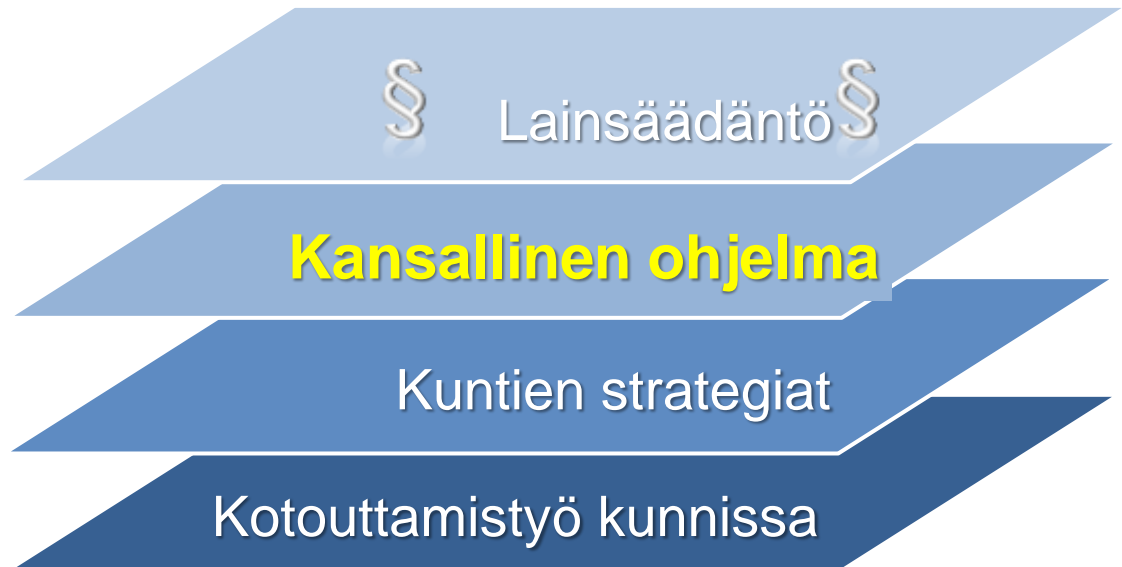 § Lainsäädäntö §
Kansallinen ohjelma
Kuntien strategiat
Kotouttamistyö kunnissa